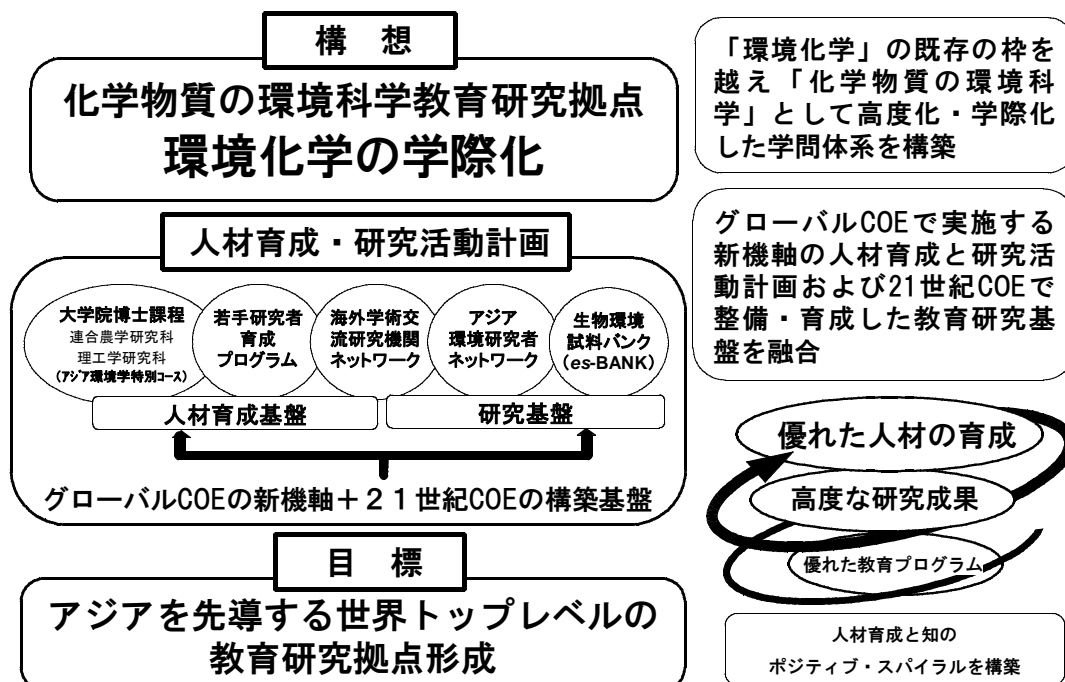 構 想
化学物質の環境科学教育研究拠点
環境化学の学際化
「環境化学」の既存の枠を
越え「化学物質の環境科
学」として高度化・学際化
した学問体系を構築
人材育成・研究活動計画
大学院博士課程
連合農学研究科
理工学研究科
(アジア環境学特別コース)
若手研究者
育成
プログラム
海外学術交
流研究機関
ネットワーク
アジア
環境研究者
ネットワーク
生物環境
試料バンク
(es-BANK)
人材育成基盤
研究基盤
グローバルCOEの新機軸+21世紀COEの構築基盤
グローバルCOEで実施する
新機軸の人材育成と研究活
動計画および21世紀COEで
整備・育成した教育研究基
盤を融合
優れた人材の育成
高度な研究成果
優れた教育プログラム
目 標
アジアを先導する世界トップレベルの
教育研究拠点形成
人材育成と知の
ポジティブ・スパイラルを構築